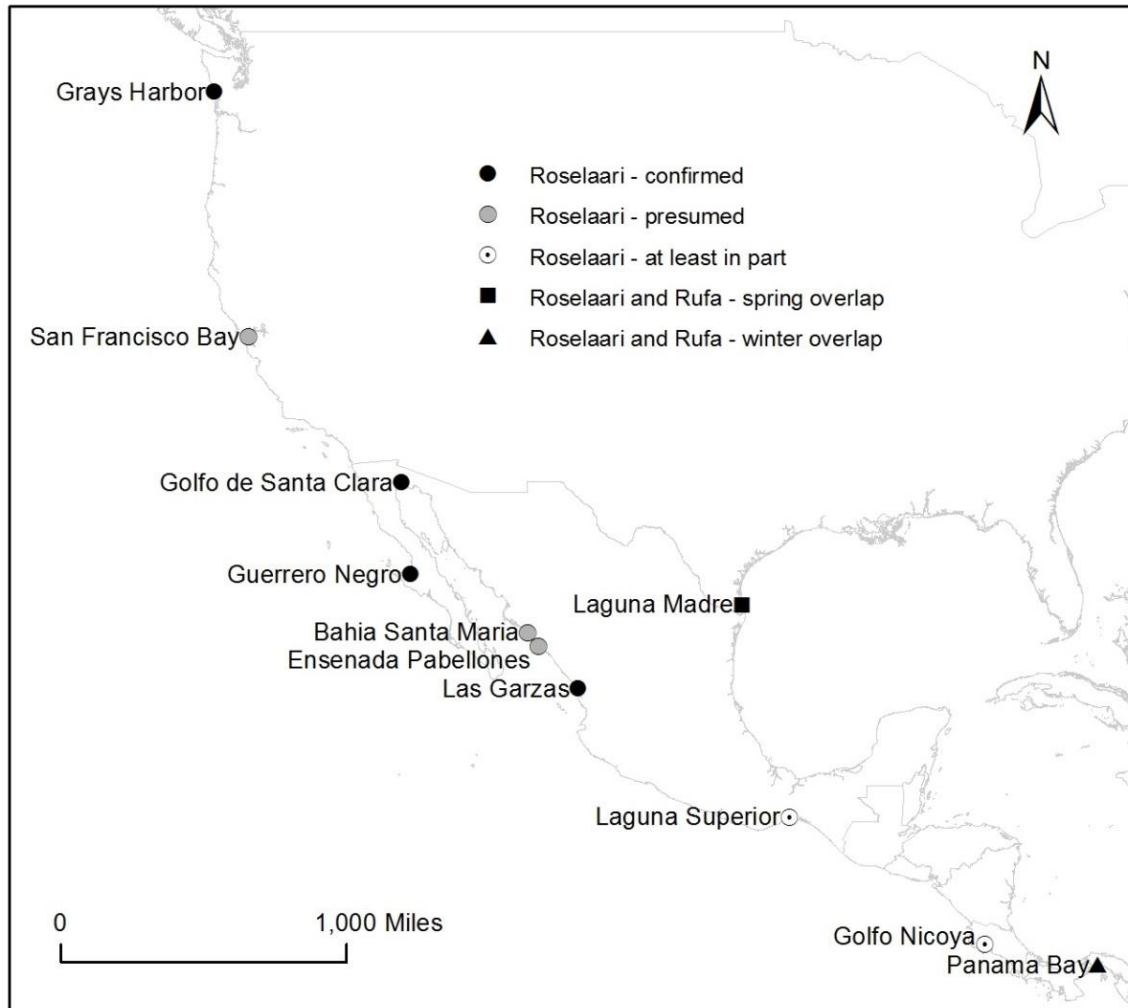 N
Grays Harbor
Roselaari - confirmed
Roselaari - presumed
Roselaari - at least in part
Roselaari and Rufa - spring overlap
Roselaari and Rufa - winter overlap
San Francisco Bay
Golfo de Santa Clara
Guerrero Negro
Laguna Madre
Bahia Santa Maria
Ensenada Pabellones
Las Garzas
Laguna Superior
0 1,000 Miles
Golfo Nicoya
Panama Bay